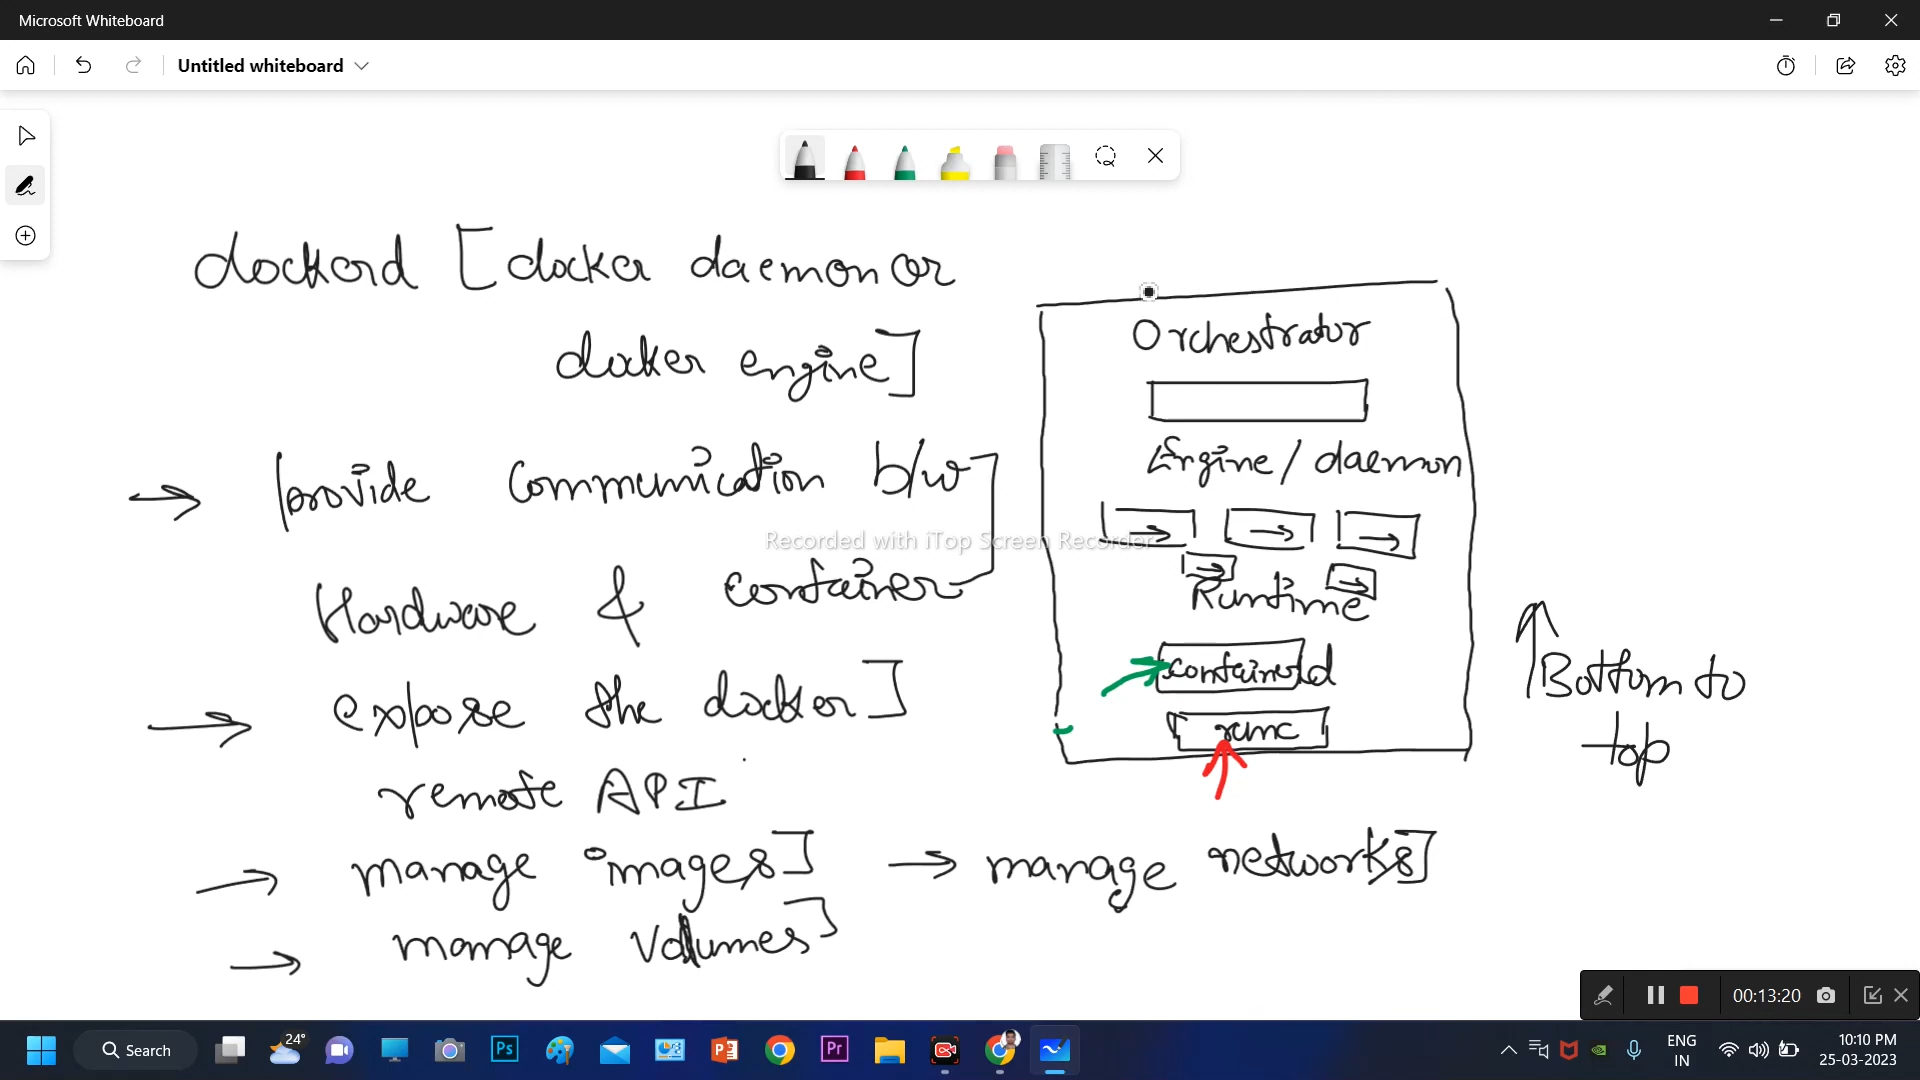 Microsoft Whiteboard
Untitled whiteboard
dockerd [docker daemon or
docker engine]
→ provide communication b/w
Hardware & container
→ expose the docker]
remote API
→ manage images] → manage networks]
→ manage volumes]
Orchestrator
Engine / daemon
Runtime
containerd
runc
Bottom to
top
Recorded with iTop Screen Recorder
00:13:20
Search
24°
Ps
Pr
ENG
IN
10:10 PM
25-03-2023